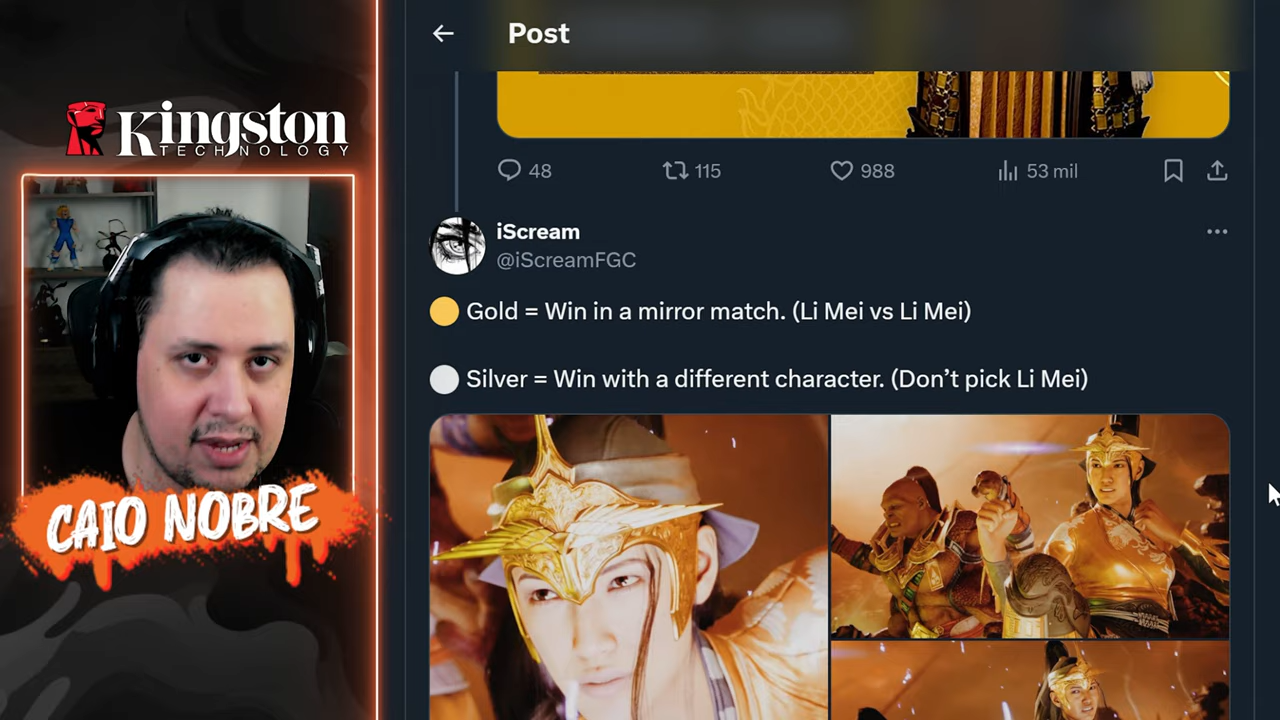 Kingston
TECHNOLOGY
CAIO NOBRE
Post
48
115
988
53 mil
iScream
@iScreamFGC
Gold = Win in a mirror match. (Li Mei vs Li Mei)
Silver = Win with a different character. (Don’t pick Li Mei)